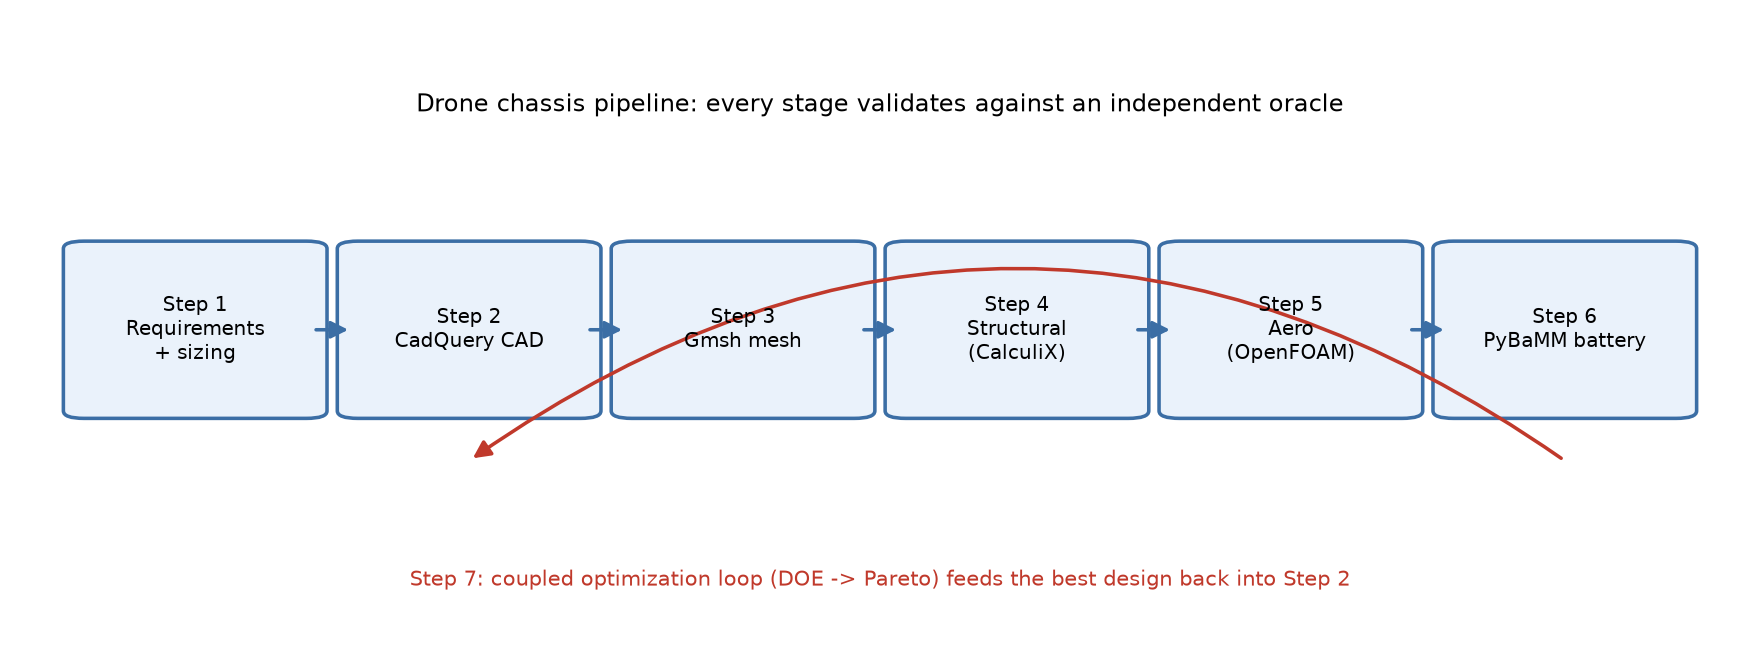 Drone chassis pipeline: every stage validates against an independent oracle
Step 1
Requirements
+ sizing
Step 2
CadQuery CAD
Step 3
Gmsh mesh
Step 4
Structural
(CalculiX)
Step 5
Aero
(OpenFOAM)
Step 6
PyBaMM battery
Step 7: coupled optimization loop (DOE -> Pareto) feeds the best design back into Step 2